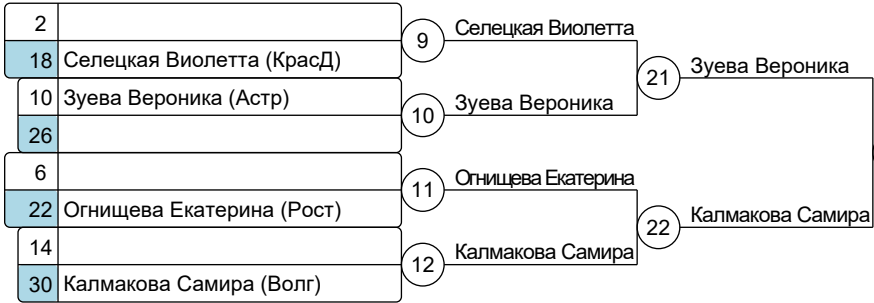 2
18 Селецкая Виолетта (КрасД)
9 Селецкая Виолетта
10 Зуева Вероника (Астр)
26
10 Зуева Вероника
21 Зуева Вероника
6
22 Огнищева Екатерина (Рост)
11 Огнищева Екатерина
14
30 Калмакова Самира (Волг)
12 Калмакова Самира
22 Калмакова Самира